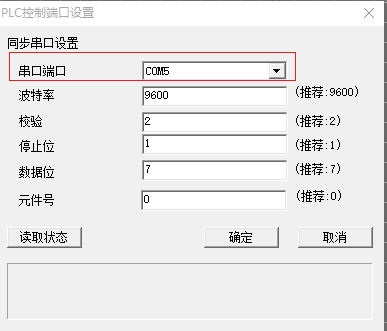 PLC控制端口设置
同步串口设置
串口端口 COM5
波特率 9600 (推荐:9600)
校验 2 (推荐:2)
停止位 1 (推荐:1)
数据位 7 (推荐:7)
元件号 0 (推荐:0)
读取状态 确定 取消